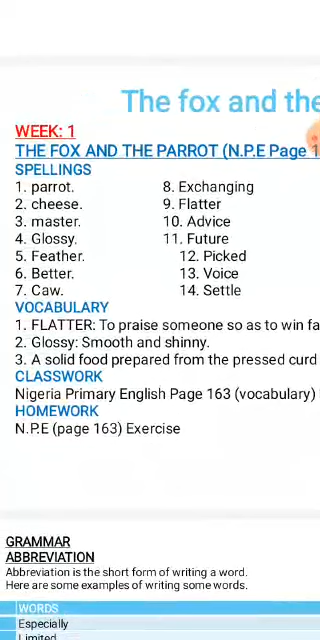 The fox and the
WEEK: 1
THE FOX AND THE PARROT (N.P.E Page 1
SPELLINGS
1. parrot. 8. Exchanging
2. cheese. 9. Flatter
3. master. 10. Advice
4. Glossy. 11. Future
5. Feather. 12. Picked
6. Better. 13. Voice
7. Caw. 14. Settle
VOCABULARY
1. FLATTER: To praise someone so as to win fa
2. Glossy: Smooth and shinny.
3. A solid food prepared from the pressed curd
CLASSWORK
Nigeria Primary English Page 163 (vocabulary)
HOMEWORK
N.P.E (page 163) Exercise
GRAMMAR
ABBREVIATION
Abbreviation is the short form of writing a word.
Here are some examples of writing some words.
WORDS
Especially
Limited